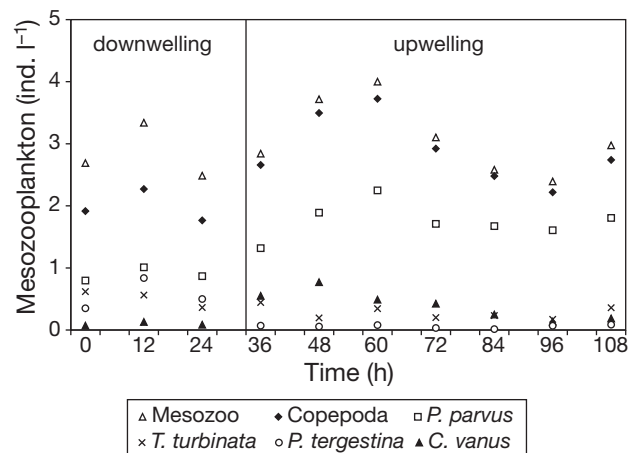 downwelling upwelling
Mesozooplankton (ind. l⁻¹)
5
4
3
2
1
0
0 12 24 36 48 60 72 84 96 108
Time (h)
Mesozoo Copepoda P. parvus
T. turbinata P. tergestina C. vanus